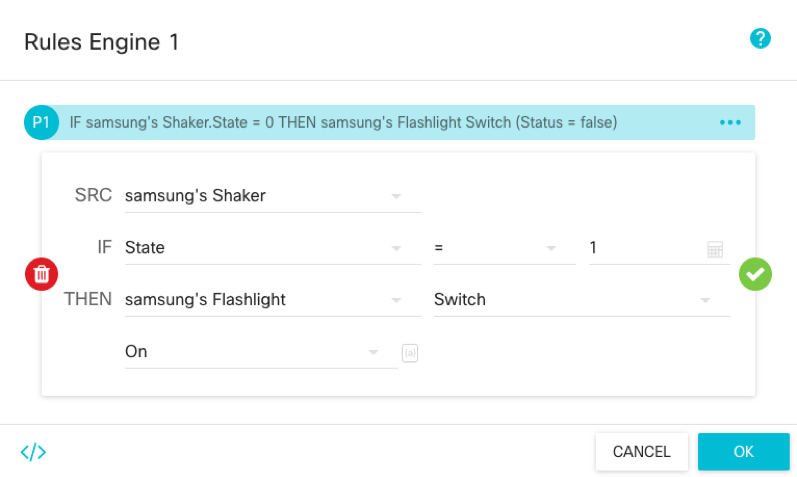 Rules Engine 1
?
P1 IF samsung's Shaker.State = 0 THEN samsung's Flashlight Switch (Status = false)
SRC samsung's Shaker
IF State = 1
THEN samsung's Flashlight Switch
On {a}
</> CANCEL OK